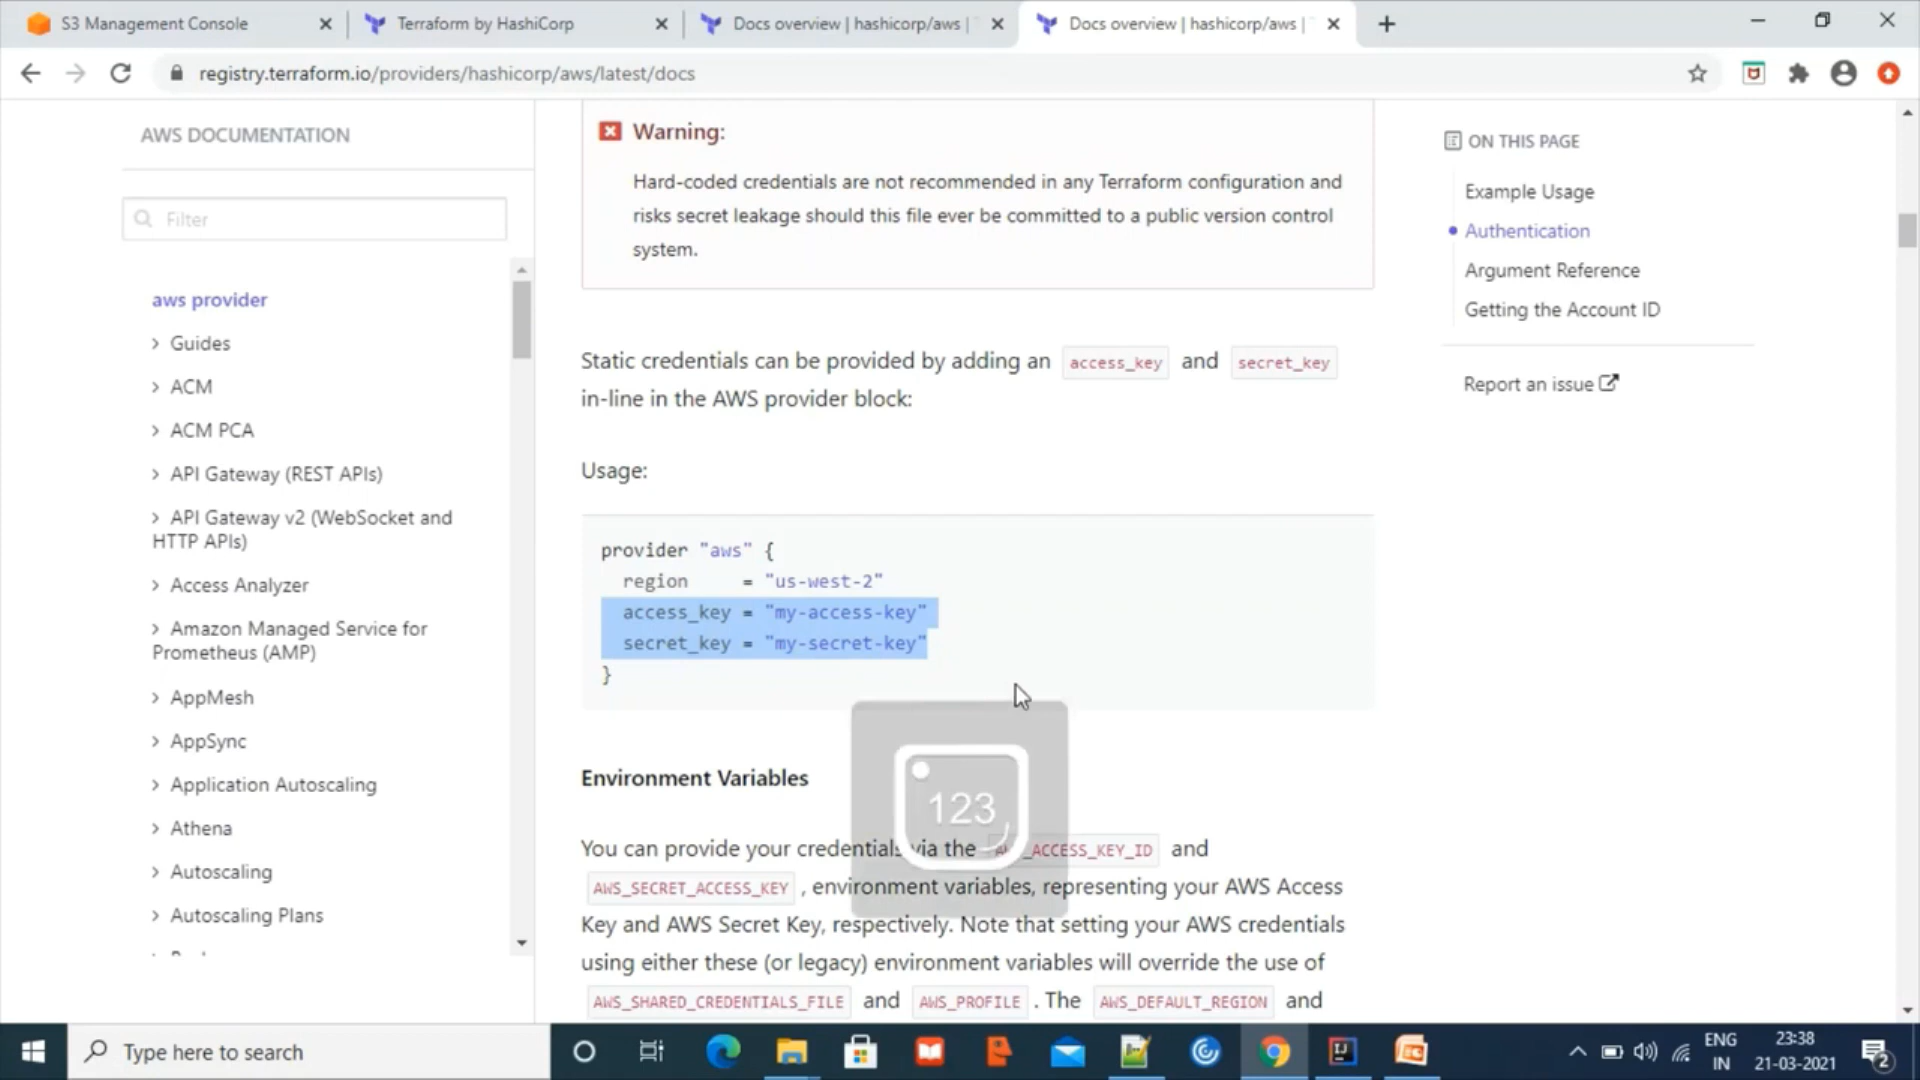 S3 Management Console
Terraform by HashiCorp
Docs overview | hashicorp/aws |
Docs overview | hashicorp/aws |
registry.terraform.io/providers/hashicorp/aws/latest/docs
AWS DOCUMENTATION
Filter
aws provider
Guides
ACM
ACM PCA
API Gateway (REST APIs)
API Gateway v2 (WebSocket and
HTTP APIs)
Access Analyzer
Amazon Managed Service for
Prometheus (AMP)
AppMesh
AppSync
Application Autoscaling
Athena
Autoscaling
Autoscaling Plans
Warning:
Hard-coded credentials are not recommended in any Terraform configuration and
risks secret leakage should this file ever be committed to a public version control
system.
Static credentials can be provided by adding an access_key and secret_key
in-line in the AWS provider block:
Usage:
provider "aws" {
region = "us-west-2"
access_key = "my-access-key"
secret_key = "my-secret-key"
}
Environment Variables
123
You can provide your credentials via the AWS_ACCESS_KEY_ID and
AWS_SECRET_ACCESS_KEY , environment variables, representing your AWS Access
Key and AWS Secret Key, respectively. Note that setting your AWS credentials
using either these (or legacy) environment variables will override the use of
AWS_SHARED_CREDENTIALS_FILE and AWS_PROFILE . The AWS_DEFAULT_REGION and
ON THIS PAGE
Example Usage
Authentication
Argument Reference
Getting the Account ID
Report an issue
Type here to search
ENG
IN
23:38
21-03-2021
2